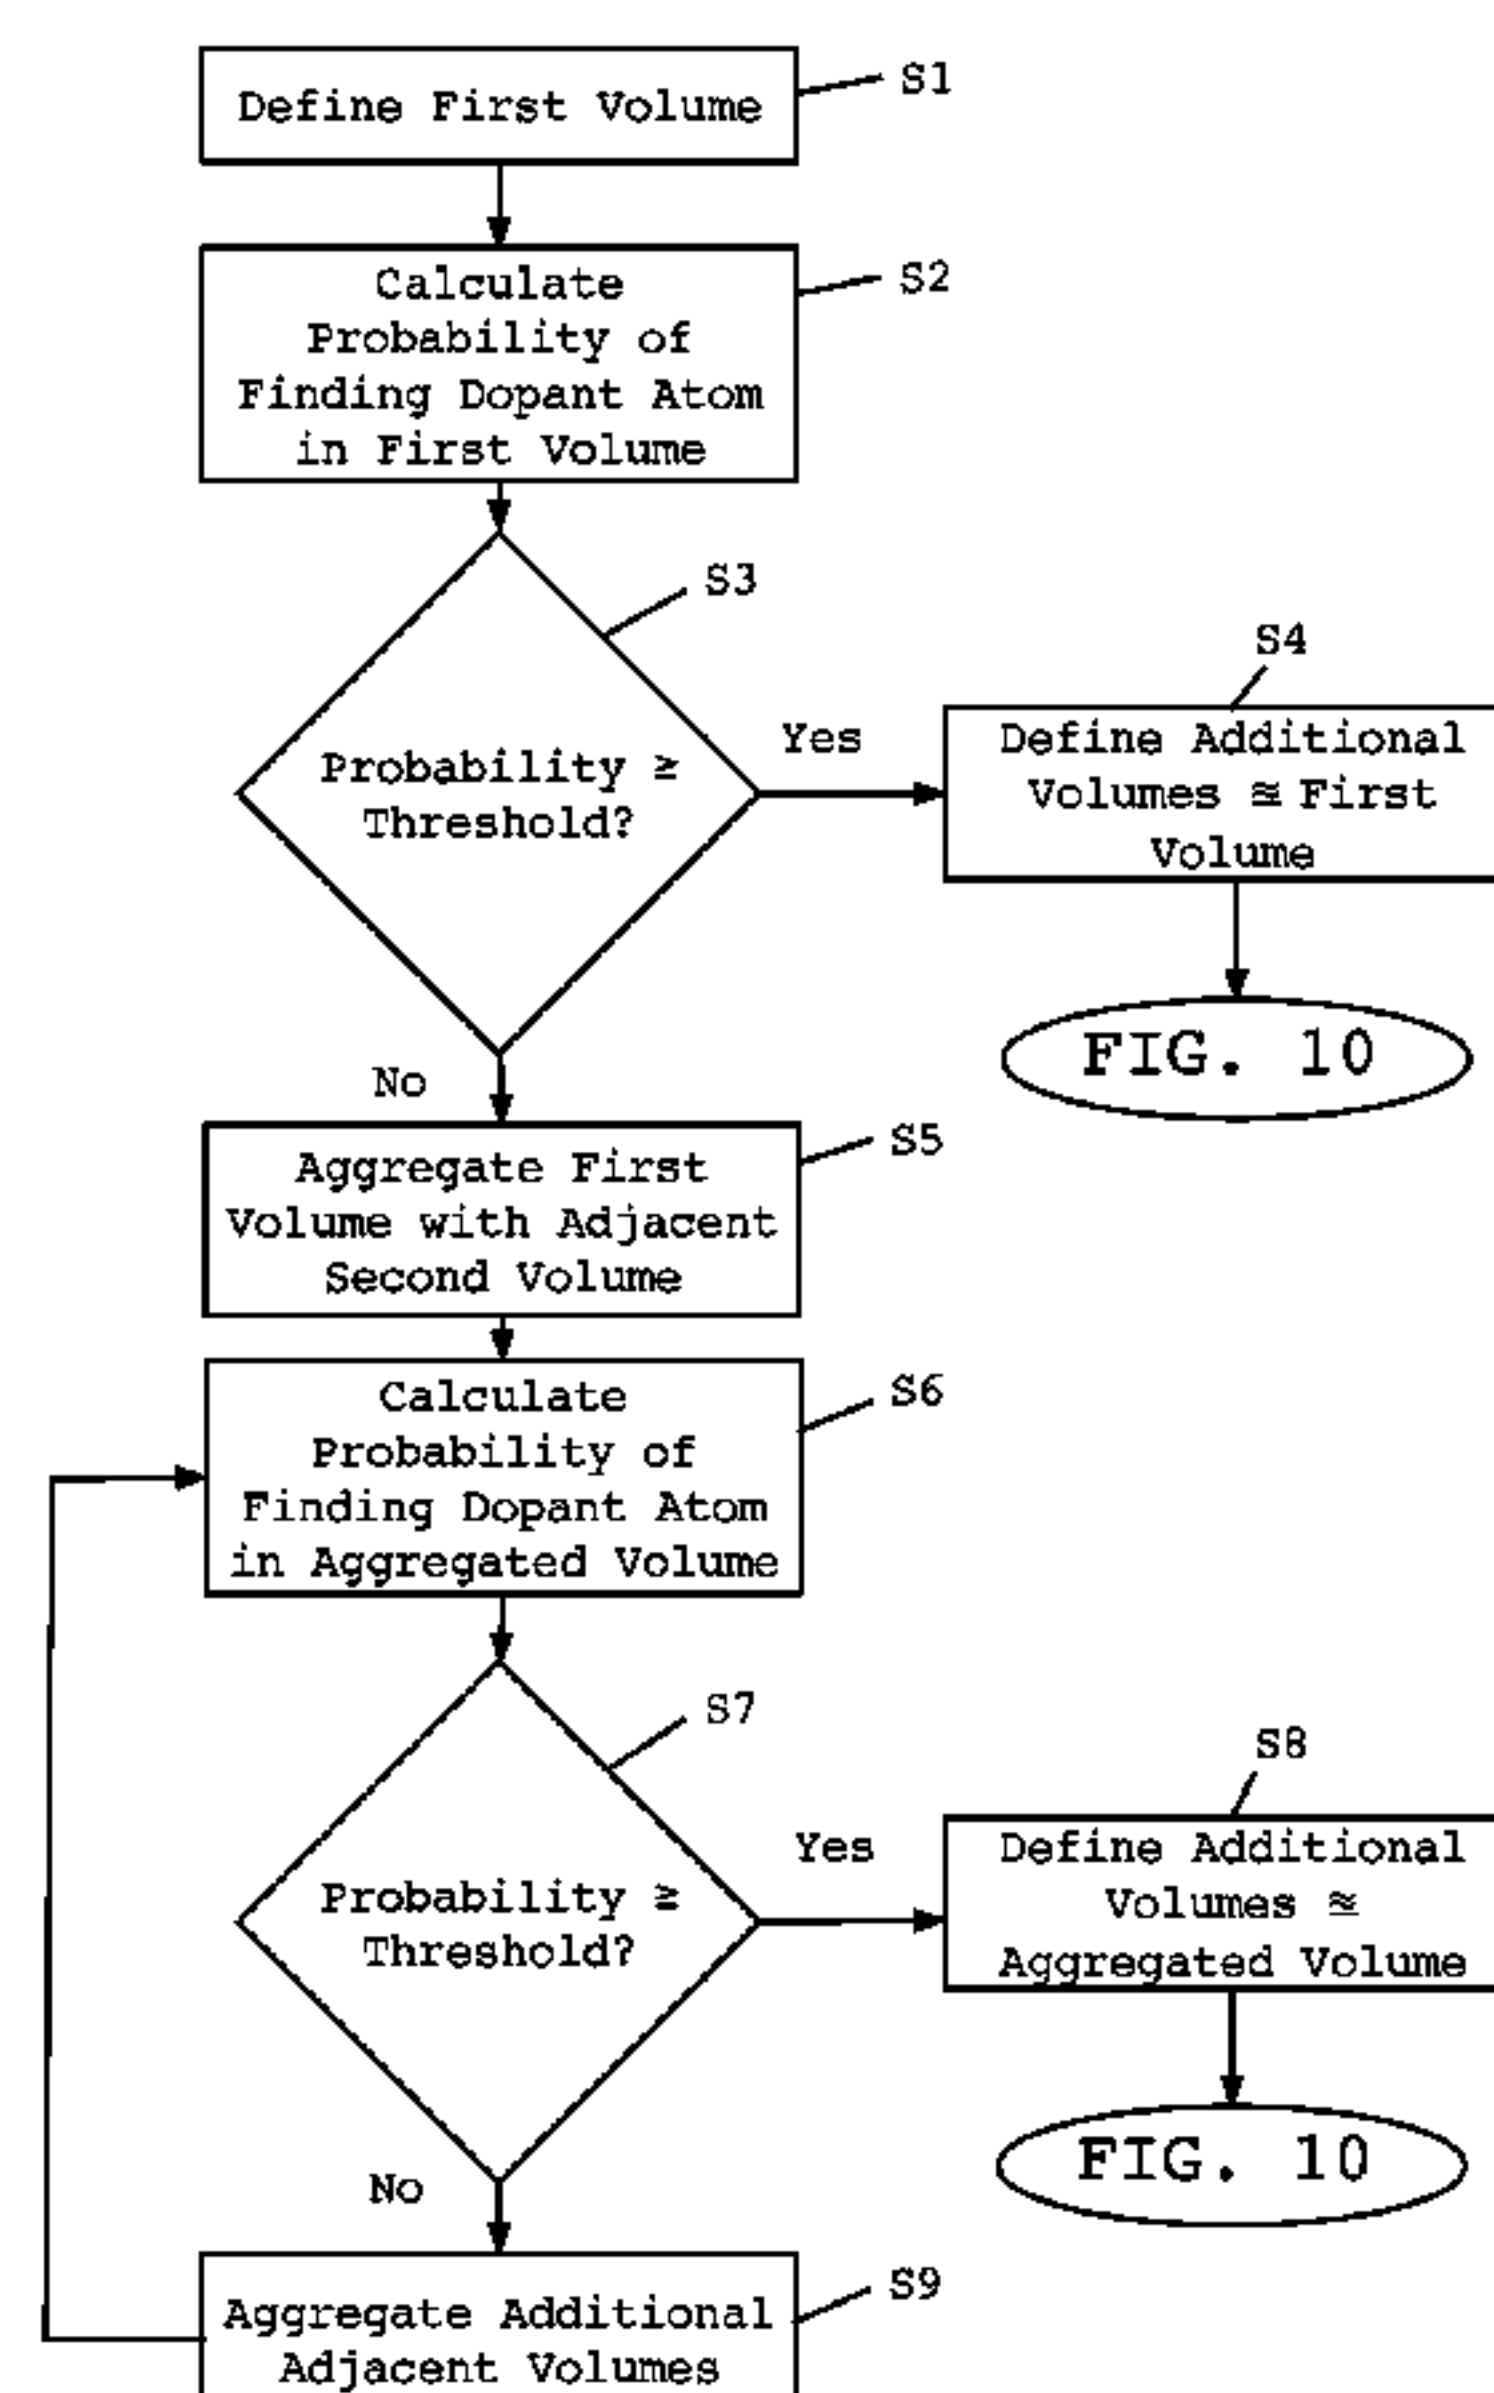 Define First Volume
S1
Calculate
Probability of
Finding Dopant Atom
in First Volume
S2
S3
Probability ≥
Threshold?
Yes
S4
Define Additional
Volumes ≅ First
Volume
FIG. 10
No
Aggregate First
Volume with Adjacent
Second Volume
S5
Calculate
Probability of
Finding Dopant Atom
in Aggregated Volume
S6
S7
Probability ≥
Threshold?
Yes
S8
Define Additional
Volumes ≅
Aggregated Volume
FIG. 10
No
Aggregate Additional
Adjacent Volumes
S9